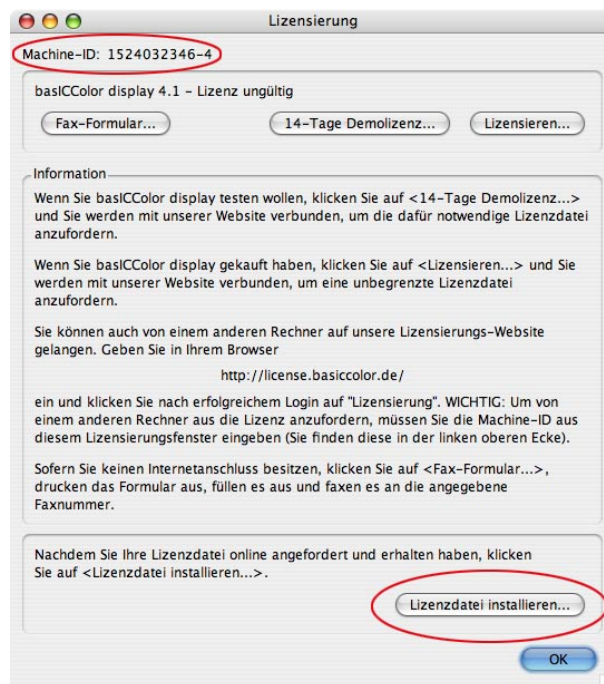 Lizensierung
Machine-ID: 1524032346-4
basICColor display 4.1 – Lizenz ungültig
Fax-Formular...
14-Tage Demolizenz...
Lizensieren...
Information
Wenn Sie basICColor display testen wollen, klicken Sie auf <14-Tage Demolizenz...>
und Sie werden mit unserer Website verbunden, um die dafür notwendige Lizenzdatei
anzufordern.
Wenn Sie basICColor display gekauft haben, klicken Sie auf <Lizensieren...> und Sie
werden mit unserer Website verbunden, um eine unbegrenzte Lizenzdatei
anzufordern.
Sie können auch von einem anderen Rechner auf unsere Lizensierungs-Website
gelangen. Geben Sie in Ihrem Browser
http://license.basiccolor.de/
ein und klicken Sie nach erfolgreichem Login auf "Lizensierung". WICHTIG: Um von
einem anderen Rechner aus die Lizenz anzufordern, müssen Sie die Machine-ID aus
diesem Lizensierungsfenster eingeben (Sie finden diese in der linken oberen Ecke).
Sofern Sie keinen Internetanschluss besitzen, klicken Sie auf <Fax-Formular...>,
drucken das Formular aus, füllen es aus und faxen es an die angegebene
Faxnummer.
Nachdem Sie Ihre Lizenzdatei online angefordert und erhalten haben, klicken
Sie auf <Lizenzdatei installieren...>.
Lizenzdatei installieren...
OK